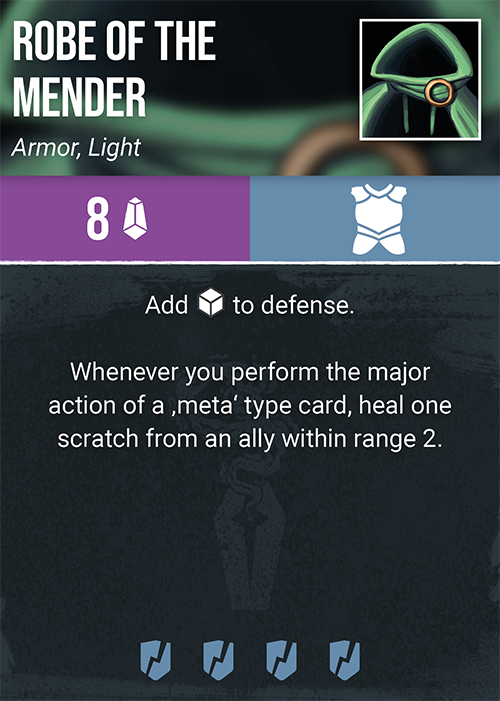 ROBE OF THE
MENDER
Armor, Light
8
Add to defense.
Whenever you perform the major
action of a ‚meta‘ type card, heal one
scratch from an ally within range 2.